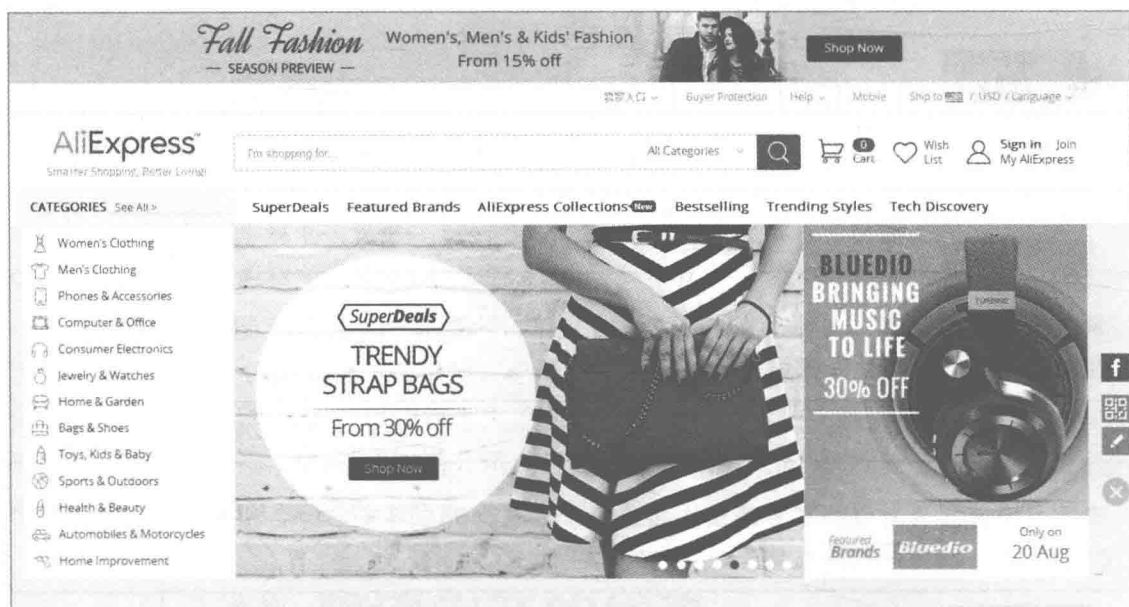 Fall Fashion
— SEASON PREVIEW —
Women's, Men's & Kids' Fashion
From 15% off
Shop Now
Buyer Protection
Help
Mobile
Ship to / USD / Language
AliExpress™
Smarter Shopping, Better Living!
I'm shopping for...
All Categories
0
Cart
Wish
List
Sign in Join
My AliExpress
CATEGORIES See All >
SuperDeals
Featured Brands
AliExpress Collections New
Bestselling
Trending Styles
Tech Discovery
Women's Clothing
Men's Clothing
Phones & Accessories
Computer & Office
Consumer Electronics
Jewelry & Watches
Home & Garden
Bags & Shoes
Toys, Kids & Baby
Sports & Outdoors
Health & Beauty
Automobiles & Motorcycles
Home Improvement
SuperDeals
TRENDY
STRAP BAGS
From 30% off
Shop Now
BLUEDIO
BRINGING
MUSIC
TO LIFE
30% OFF
f
Featured
Brands
Bluedio
Only on
20 Aug